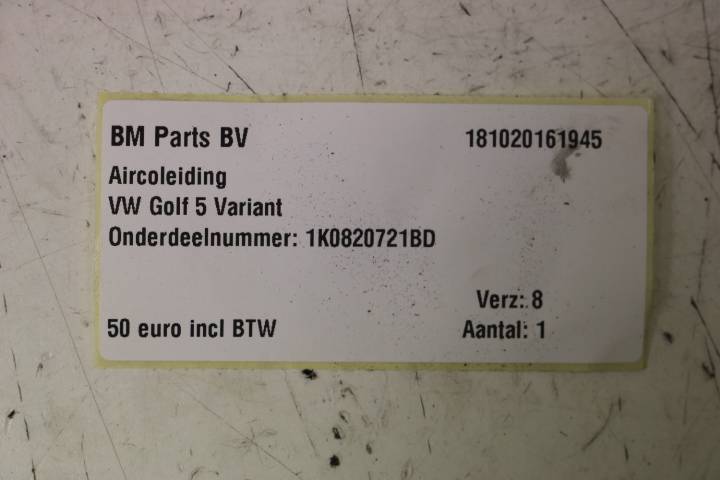 BM Parts BV 181020161945
Aircoleiding
VW Golf 5 Variant
Onderdeelnummer: 1K0820721BD
Verz: 8
50 euro incl BTW Aantal: 1